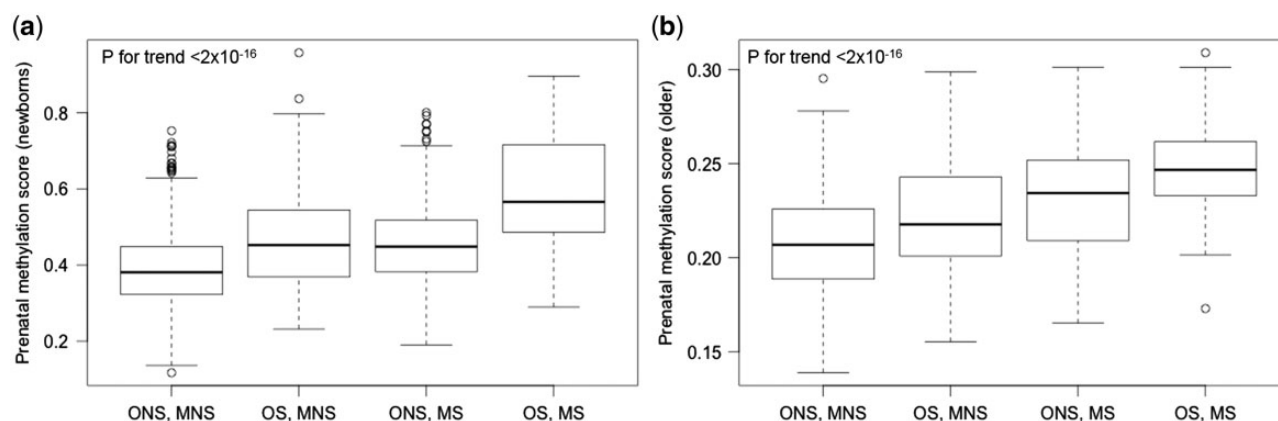 (a)
P for trend <2x10⁻¹⁶
Prenatal methylation score (newborns)
0.8
0.6
0.4
0.2
ONS, MNS
OS, MNS
ONS, MS
OS, MS
(b)
P for trend <2x10⁻¹⁶
Prenatal methylation score (older)
0.30
0.25
0.20
0.15
ONS, MNS
OS, MNS
ONS, MS
OS, MS